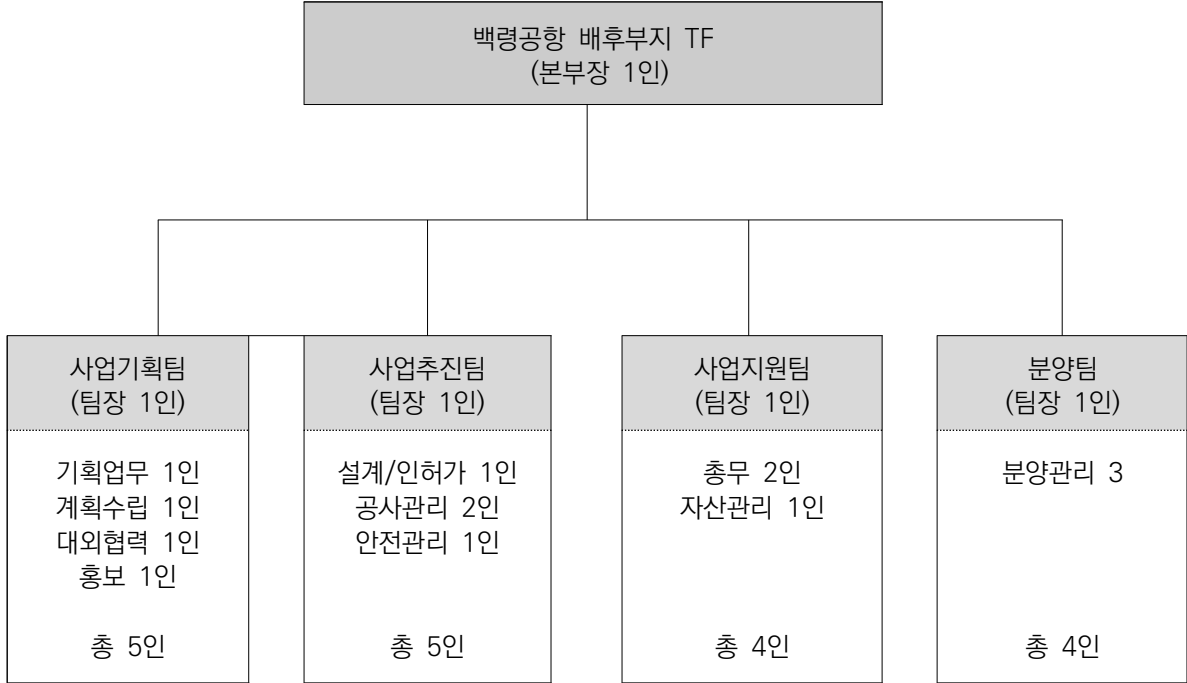 백령공항 배후부지 TF
(본부장 1인)
사업기획팀
(팀장 1인)
기획업무 1인
계획수립 1인
대외협력 1인
홍보 1인
총 5인
사업추진팀
(팀장 1인)
설계/인허가 1인
공사관리 2인
안전관리 1인
총 5인
사업지원팀
(팀장 1인)
총무 2인
자산관리 1인
총 4인
분양팀
(팀장 1인)
분양관리 3
총 4인